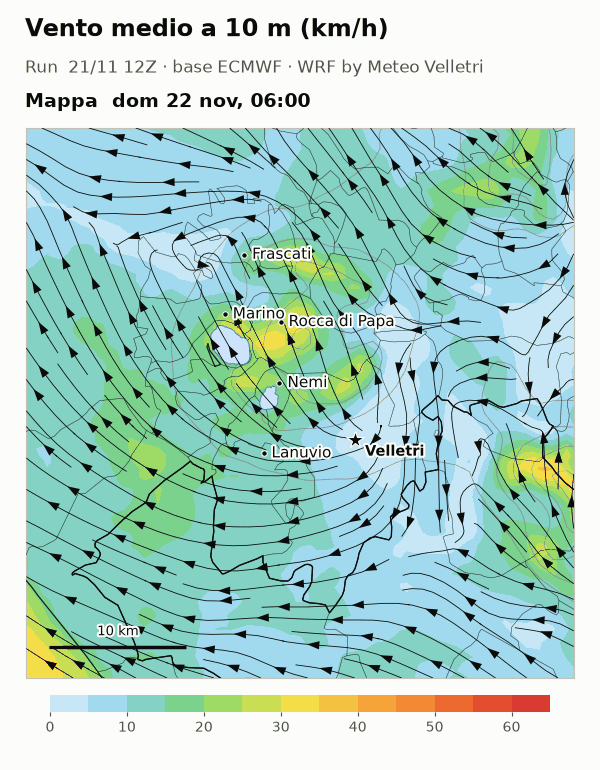 Vento medio a 10 m (km/h)
Run  21/11 12Z · base ECMWF · WRF by Meteo Velletri
Mappa  dom 22 nov, 06:00
Frascati
Marino
Rocca di Papa
Nemi
Velletri
Lanuvio
10 km
0 10 20 30 40 50 60